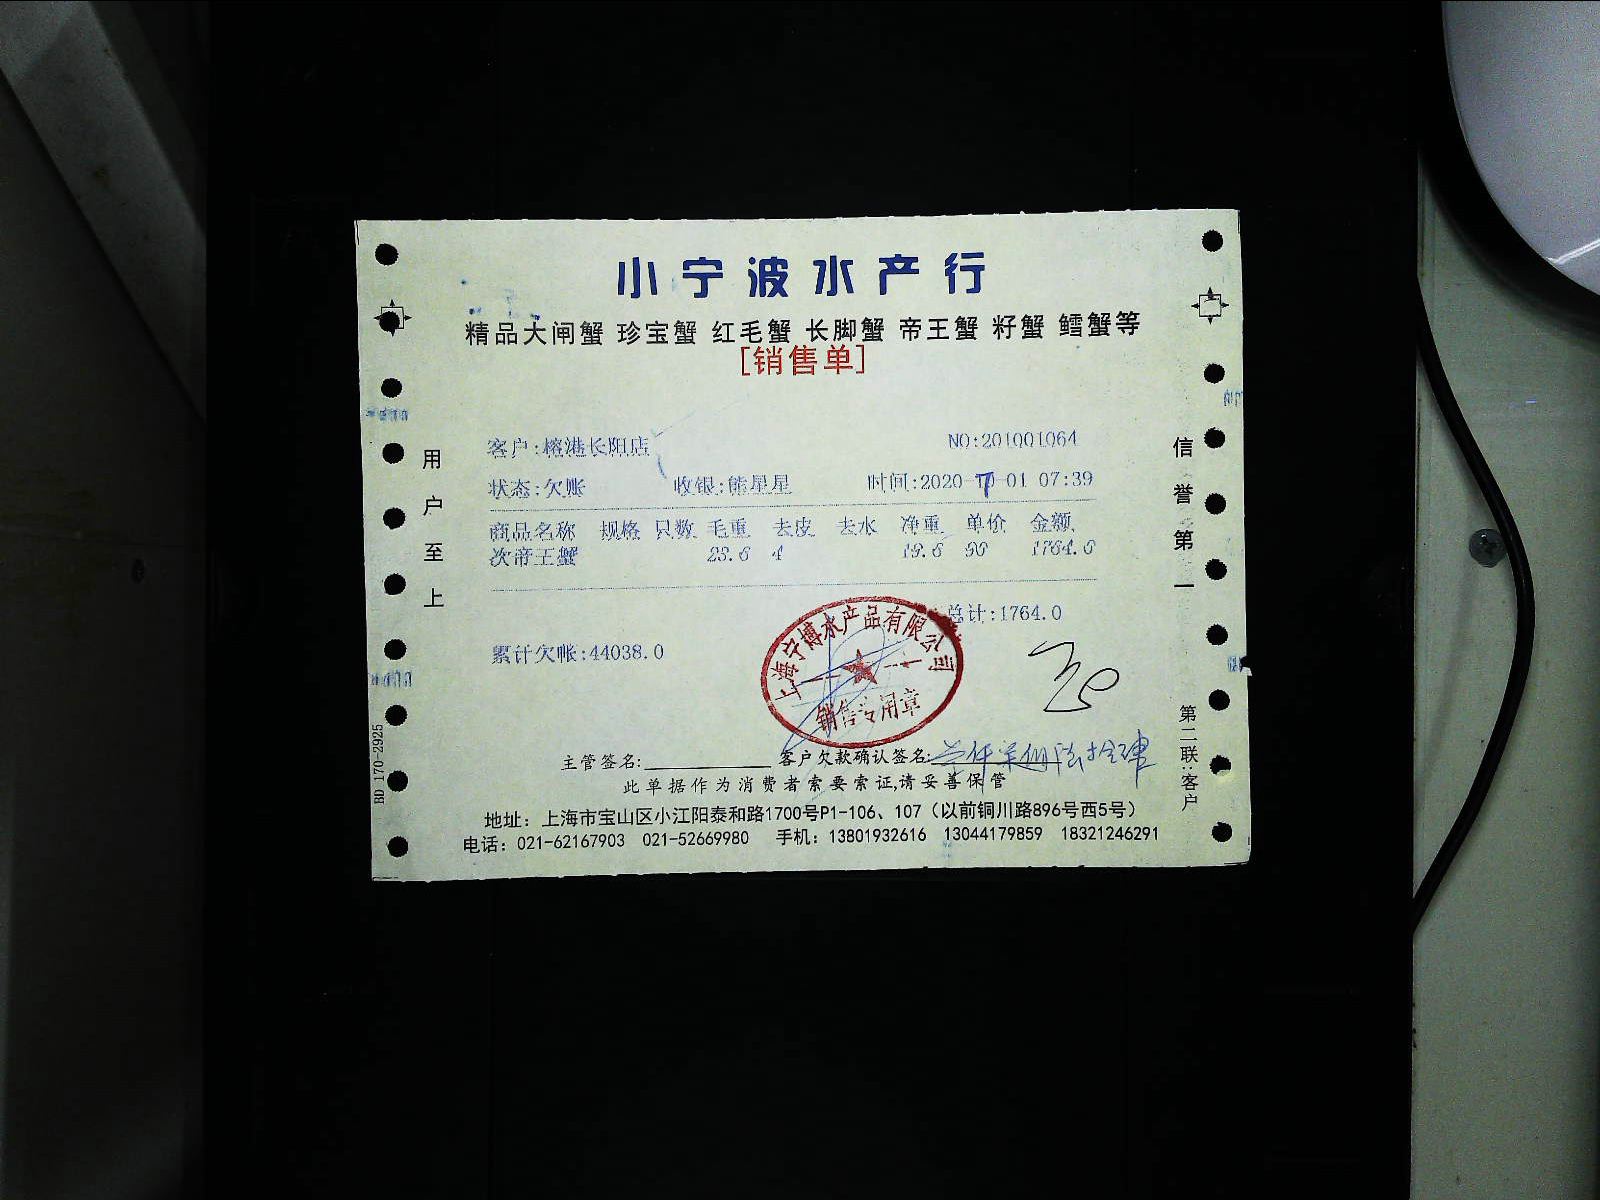 小宁波水产行
精品大闸蟹 珍宝蟹 红毛蟹 长脚蟹 帝王蟹 籽蟹 鳕蟹等
[销售单]
客户:榕港长阳店 NO:201001064
状态:欠账 收银:熊星星 时间:2020-10-01 07:39
商品名称 规格 只数 毛重 去皮 去水 净重 单价 金额
次帝王蟹 23.6 4 19.6 90 1764.0
总计:1764.0
累计欠帐:44038.0
上海宁博水产品有限公司
销售专用章
主管签名: 客户欠款确认签名:
此单据作为消费者索要索证,请妥善保管
地址：上海市宝山区小江阳泰和路1700号P1-106、107（以前铜川路896号西5号）
电话：021-62167903 021-52669980 手机：13801932616 13044179859 18321246291
用户至上
信誉第一
第二联:客户
BD 170-2925